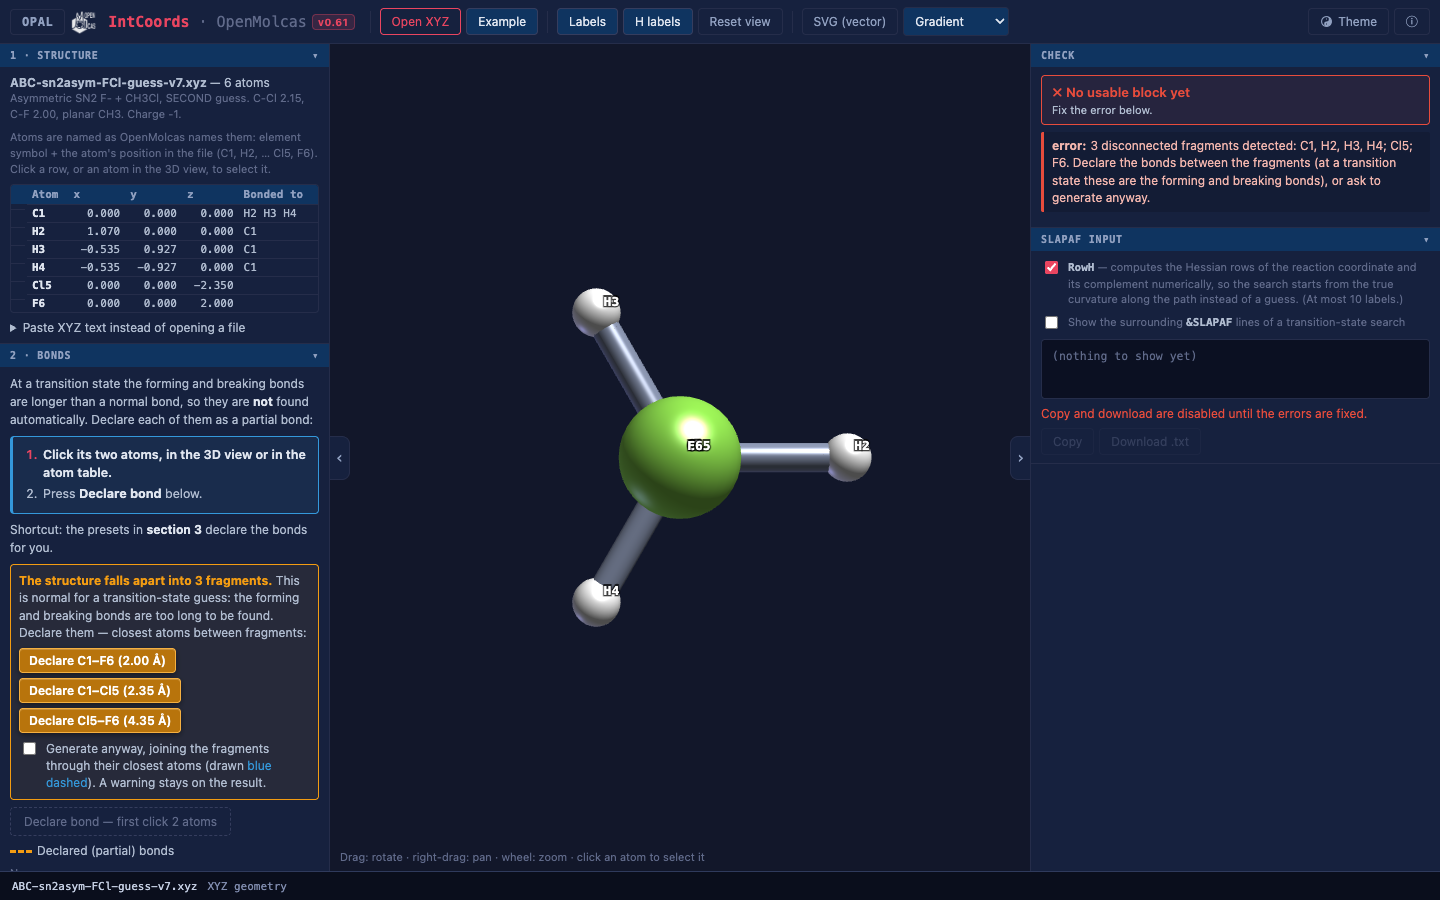 OPAL IntCoords · OpenMolcas v0.61 Open XYZ Example Labels H labels Reset view SVG (vector) Gradient Theme
1 · STRUCTURE
ABC-sn2asym-FCl-guess-v7.xyz — 6 atoms
Asymmetric SN2 F- + CH3Cl, SECOND guess. C-Cl 2.15,
C-F 2.00, planar CH3. Charge -1.
Atoms are named as OpenMolcas names them: element
symbol + the atom's position in the file (C1, H2, … Cl5, F6).
Click a row, or an atom in the 3D view, to select it.
Atom x y z Bonded to
C1 0.000 0.000 0.000 H2 H3 H4
H2 1.070 0.000 0.000 C1
H3 −0.535 0.927 0.000 C1
H4 −0.535 −0.927 0.000 C1
Cl5 0.000 0.000 −2.350
F6 0.000 0.000 2.000
Paste XYZ text instead of opening a file
2 · BONDS
At a transition state the forming and breaking bonds
are longer than a normal bond, so they are not found
automatically. Declare each of them as a partial bond:
1. Click its two atoms, in the 3D view or in the
atom table.
2. Press Declare bond below.
Shortcut: the presets in section 3 declare the bonds
for you.
The structure falls apart into 3 fragments. This
is normal for a transition-state guess: the forming
and breaking bonds are too long to be found.
Declare them — closest atoms between fragments:
Declare C1–F6 (2.00 Å)
Declare C1–Cl5 (2.35 Å)
Declare Cl5–F6 (4.35 Å)
Generate anyway, joining the fragments
through their closest atoms (drawn blue
dashed). A warning stays on the result.
Declare bond — first click 2 atoms
Declared (partial) bonds
H3
H2
H4
Drag: rotate · right-drag: pan · wheel: zoom · click an atom to select it
CHECK
✕ No usable block yet
Fix the error below.
error: 3 disconnected fragments detected: C1, H2, H3, H4; Cl5;
F6. Declare the bonds between the fragments (at a transition
state these are the forming and breaking bonds), or ask to
generate anyway.
SLAPAF INPUT
RowH — computes the Hessian rows of the reaction coordinate and
its complement numerically, so the search starts from the true
curvature along the path instead of a guess. (At most 10 labels.)
Show the surrounding &SLAPAF lines of a transition-state search
(nothing to show yet)
Copy and download are disabled until the errors are fixed.
Copy Download .txt
ABC-sn2asym-FCl-guess-v7.xyz XYZ geometry